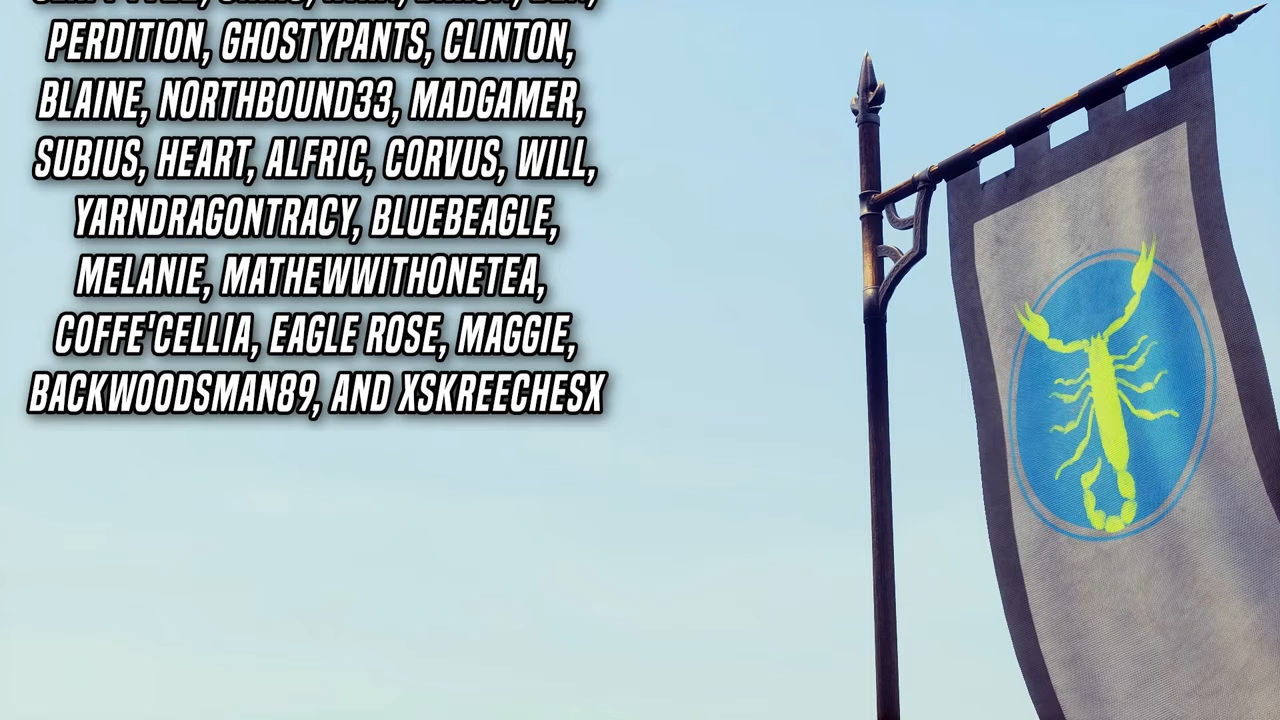 PERDITION, GHOSTYPANTS, CLINTON,
BLAINE, NORTHBOUND33, MADGAMER,
SUBIUS, HEART, ALFRIC, CORVUS, WILL,
YARNDRAGONTRACY, BLUEBEAGLE,
MELANIE, MATHEWWITHONETEA,
COFFE'CELLIA, EAGLE ROSE, MAGGIE,
BACKWOODSMAN89, AND XSKREECHESX